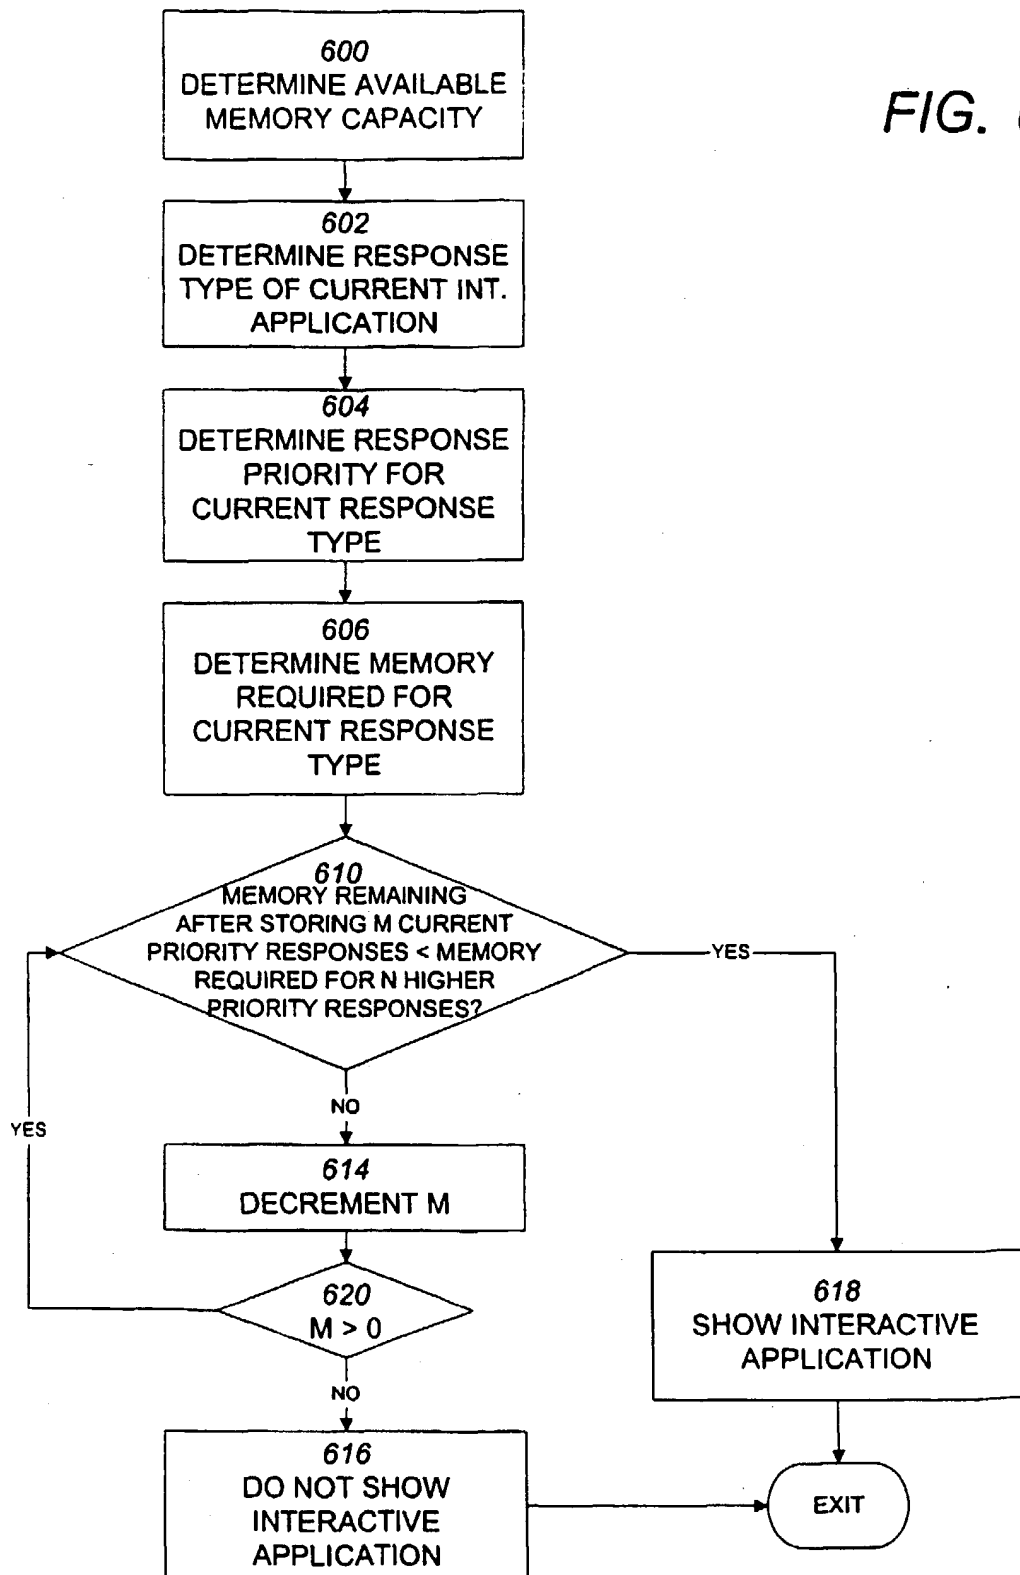 600
DETERMINE AVAILABLE
MEMORY CAPACITY
FIG.
602
DETERMINE RESPONSE
TYPE OF CURRENT INT.
APPLICATION
604
DETERMINE RESPONSE
PRIORITY FOR
CURRENT RESPONSE
TYPE
606
DETERMINE MEMORY
REQUIRED FOR
CURRENT RESPONSE
TYPE
610
MEMORY REMAINING
AFTER STORING M CURRENT
PRIORITY RESPONSES < MEMORY
REQUIRED FOR N HIGHER
PRIORITY RESPONSES?
YES
NO
YES
614
DECREMENT M
620
M > 0
NO
618
SHOW INTERACTIVE
APPLICATION
616
DO NOT SHOW
INTERACTIVE
APPLICATION
EXIT